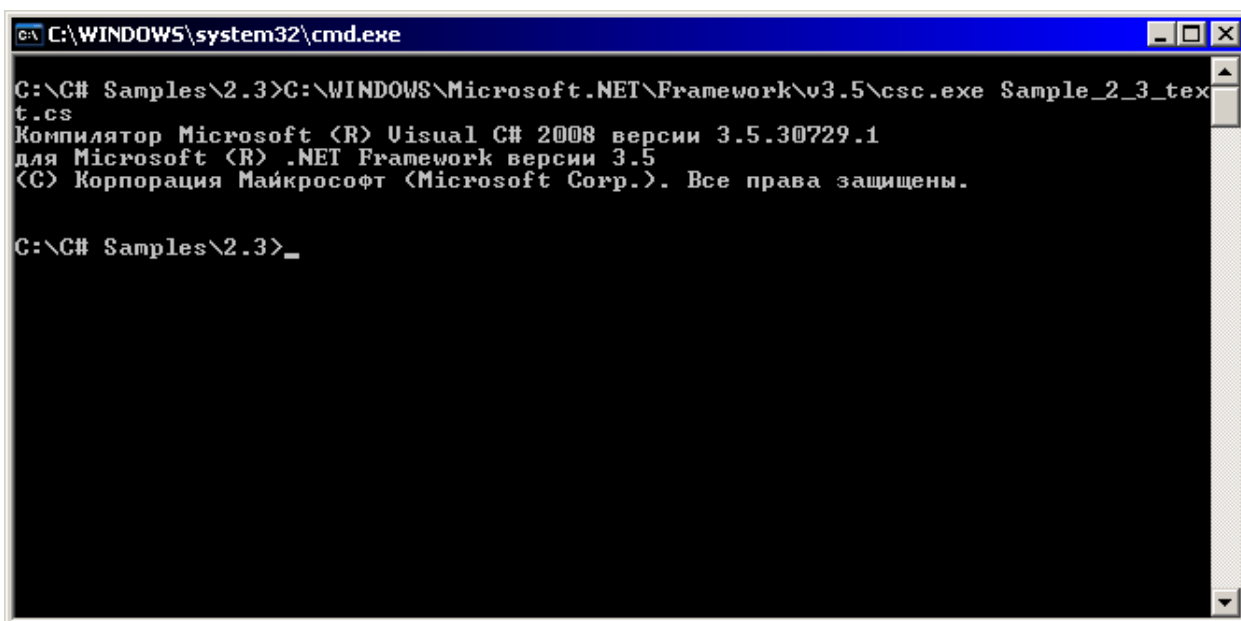 C:\WINDOWS\system32\cmd.exe
C:\C# Samples\2.3>C:\WINDOWS\Microsoft.NET\Framework\v3.5\csc.exe Sample_2_3_tex
t.cs
Компилятор Microsoft (R) Visual C# 2008 версии 3.5.30729.1
для Microsoft (R) .NET Framework версии 3.5
(C) Корпорация Майкрософт (Microsoft Corp.). Все права защищены.
C:\C# Samples\2.3>_